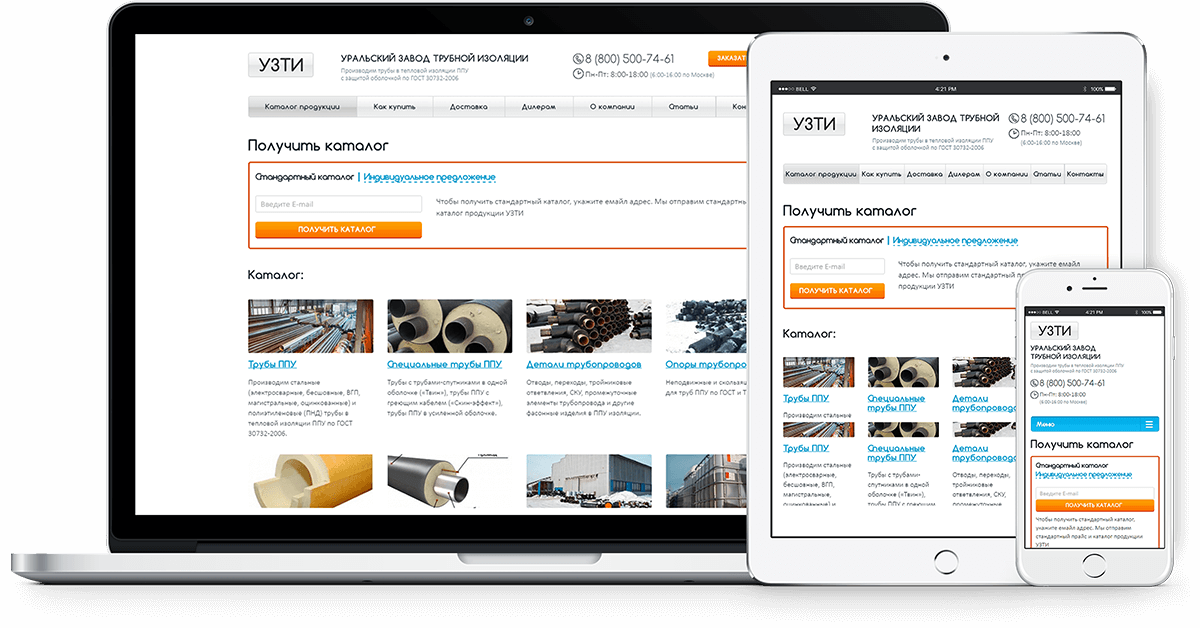 УЗТИ
УРАЛЬСКИЙ ЗАВОД ТРУБНОЙ ИЗОЛЯЦИИ
Производим трубы в тепловой изоляции ППУ
с защитой оболочкой по ГОСТ 30732-2006
8 (800) 500-74-61
Пн-Пт: 8:00-18:00 (6:00-16:00 по Москве)
ЗАКАЗАТ
Каталог продукции Как купить Доставка Дилерам О компании Статьи Кон
Получить каталог
Стандартный каталог | Индивидуальное предложение
Введите E-mail
ПОЛУЧИТЬ КАТАЛОГ
Чтобы получить стандартный каталог, укажите емайл адрес. Мы отправим стандартнь
каталог продукции УЗТИ
Каталог:
Трубы ППУ
Производим стальные
(электросварные, бесшовные, ВГП,
магистральные, оцинкованные) и
полиэтиленовые (ПНД) трубы в
тепловой изоляции ППУ по ГОСТ
30732-2006.
Специальные трубы ППУ
Трубы с трубами-спутниками в одной
оболочке («Твин»), трубы ППУ с
греющим кабелем («Скин-эффект»),
трубы ППУ в усиленной оболочке.
Детали трубопроводов
Отводы, переходы, тройниковые
ответвления, СКУ, промежуточные
элементы трубопровода и другие
фасонные изделия в ППУ изоляции.
Опоры трубопро
Неподвижные и скользящ
для труб ППУ по ГОСТ и Т
BELL 4:21 PM 100%
УЗТИ
УРАЛЬСКИЙ ЗАВОД ТРУБНОЙ
ИЗОЛЯЦИИ
Производим трубы в тепловой изоляции ППУ
с защитой оболочкой по ГОСТ 30732-2006
8 (800) 500-74-61
Пн-Пт: 8:00-18:00
(6:00-16:00 по Москве)
Каталог продукции Как купить Доставка Дилерам О компании Статьи Контакты
Получить каталог
Стандартный каталог | Индивидуальное предложение
Введите E-mail
ПОЛУЧИТЬ КАТАЛОГ
Чтобы получить стандартный каталог, укажите емайл
адрес. Мы отправим стандартный пр
продукции УЗТИ
Каталог:
Трубы ППУ
Производим стальные
Специальные
трубы ППУ
Детали
трубопроводо
Трубы ППУ
Производим стальные
(электросварные,
бесшовные, ВГП,
магистральные,
оцинкованные) и
Специальные
трубы ППУ
Трубы с трубами-
спутниками в одной
оболочке («Твин»),
трубы ППУ с греющим
Детали
трубопроводо
Отводы, переходы,
тройниковые
ответвления, СКУ,
промежуточные
BELL 4:21 PM 100%
УЗТИ
УРАЛЬСКИЙ ЗАВОД
ТРУБНОЙ ИЗОЛЯЦИИ
Производим трубы в тепловой изоляции ППУ
с защитой оболочкой по ГОСТ 30732-2006
8 (800) 500-74-61
Пн-Пт: 8:00-18:00
(6:00-16:00 по Москве)
Меню
Получить каталог
Стандартный каталог
Индивидуальное предложение
Введите E-mail
ПОЛУЧИТЬ КАТАЛОГ
Чтобы получить стандартный каталог,
укажите емайл адрес. Мы отправим
стандартный прайс и каталог продукции
УЗТИ